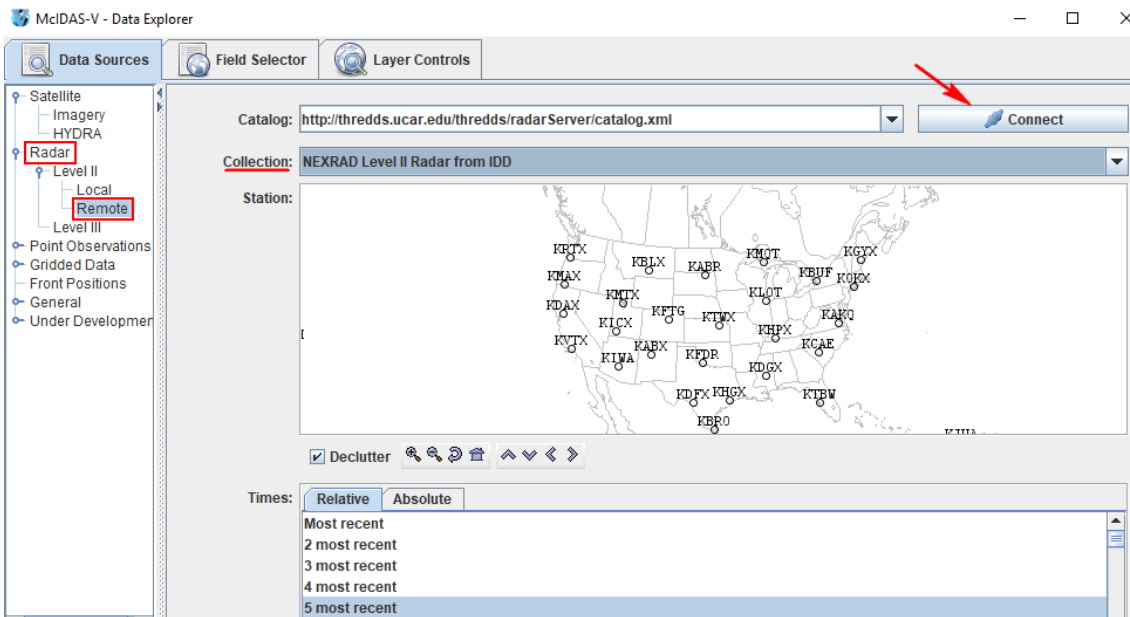 McIDAS-V - Data Explorer
Data Sources
Field Selector
Layer Controls
Satellite
Imagery
HYDRA
Radar
Level II
Local
Remote
Level III
Point Observations
Gridded Data
Front Positions
General
Under Developmer
Catalog: http://thredds.ucar.edu/thredds/radarServer/catalog.xml
Connect
Collection: NEXRAD Level II Radar from IDD
Station:
KRTX
KBLX
KABR
KMQT
KGYX
KMAX
KBUF
KOKX
KMTX
KLOT
KDAX
KFTG
KTWX
KAKQ
KICX
KHPX
KVTX
KABX
KCAE
KIWA
KFDR
KDGX
KDFX
KHGX
KTBW
KBRO
Declutter
Times:
Relative
Absolute
Most recent
2 most recent
3 most recent
4 most recent
5 most recent